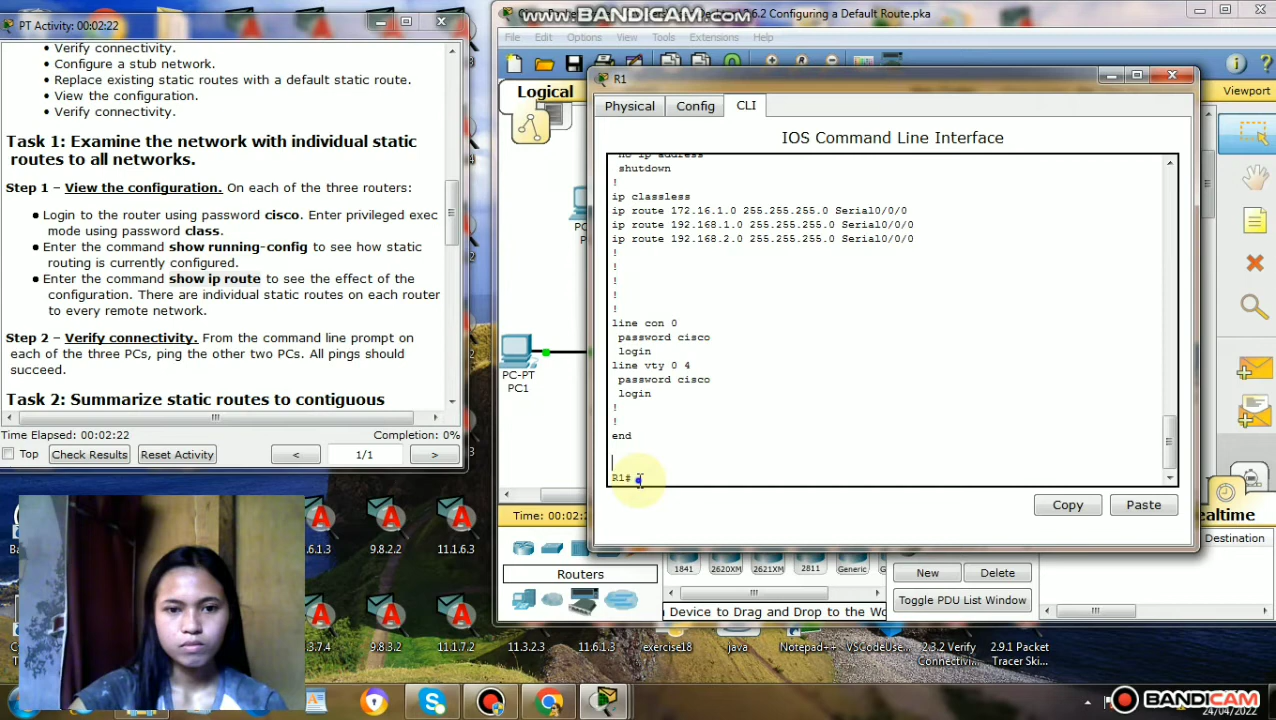 PT Activity: 00:02:22
Verify connectivity.
Configure a stub network.
Replace existing static routes with a default static route.
View the configuration.
Verify connectivity.
Task 1: Examine the network with individual static
routes to all networks.
Step 1 – View the configuration. On each of the three routers:
Login to the router using password cisco. Enter privileged exec
mode using password class.
Enter the command show running-config to see how static
routing is currently configured.
Enter the command show ip route to see the effect of the
configuration. There are individual static routes on each router
to every remote network.
Step 2 – Verify connectivity. From the command line prompt on
each of the three PCs, ping the other two PCs. All pings should
succeed.
Task 2: Summarize static routes to contiguous
Time Elapsed: 00:02:22
Completion: 0%
Top
Check Results
Reset Activity
<
1/1
>
www.BANDICAM.com
6.2 Configuring a Default Route.pka
File Edit Options View Tools Extensions Help
Logical
Viewport
PC-PT
PC1
R1
Physical
Config
CLI
IOS Command Line Interface
no ip address
shutdown
!
ip classless
ip route 172.16.1.0 255.255.255.0 Serial0/0/0
ip route 192.168.1.0 255.255.255.0 Serial0/0/0
ip route 192.168.2.0 255.255.255.0 Serial0/0/0
!
!
!
!
!
line con 0
password cisco
login
line vty 0 4
password cisco
login
!
!
end
R1#
Copy
Paste
Time: 00:02:2
Realtime
Routers
1841
2620XM
2621XM
2811
Generic
Device to Drag and Drop to the Wo
New
Delete
Toggle PDU List Window
Destination
6.1.3
9.8.2.2
11.1.6.3
3.7.4
9.8.3.2
11.1.7.2
11.3.2.3
11.6.1.3
exercise18
java
Notepad++
VSCodeUse...
2.3.2 Verify
Connectivi...
2.9.1 Packet
Tracer Ski...
BANDICAM
24/04/2022